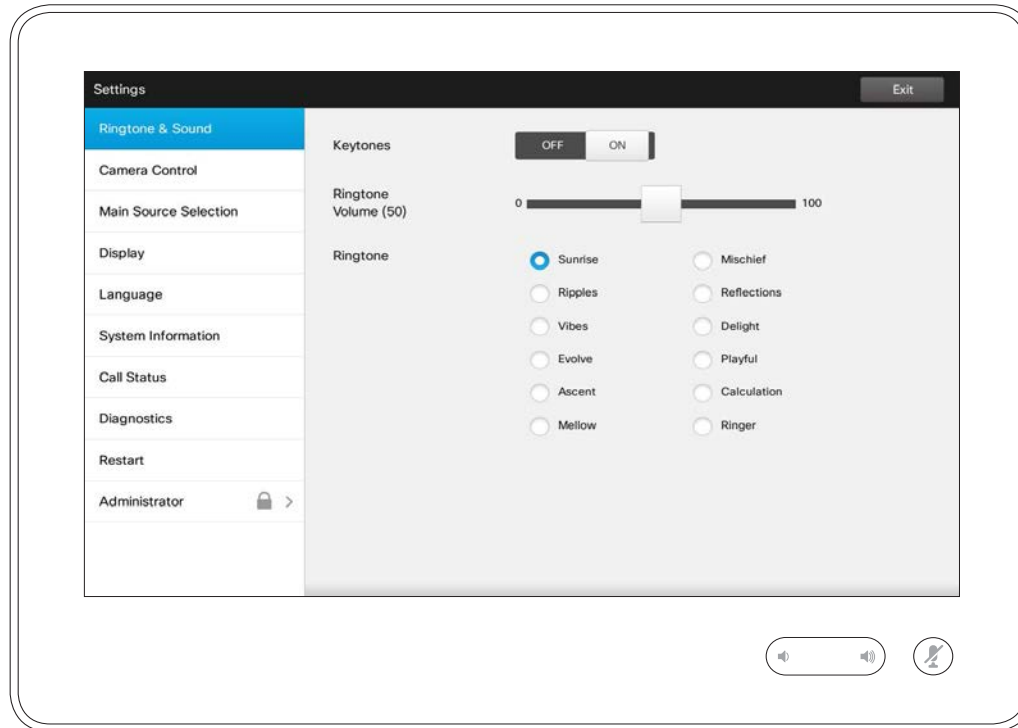 Settings
Exit
Ringtone & Sound
Camera Control
Main Source Selection
Display
Language
System Information
Call Status
Diagnostics
Restart
Administrator
Keytones
OFF ON
Ringtone
Volume (50)
0 100
Ringtone
Sunrise Mischief
Ripples Reflections
Vibes Delight
Evolve Playful
Ascent Calculation
Mellow Ringer